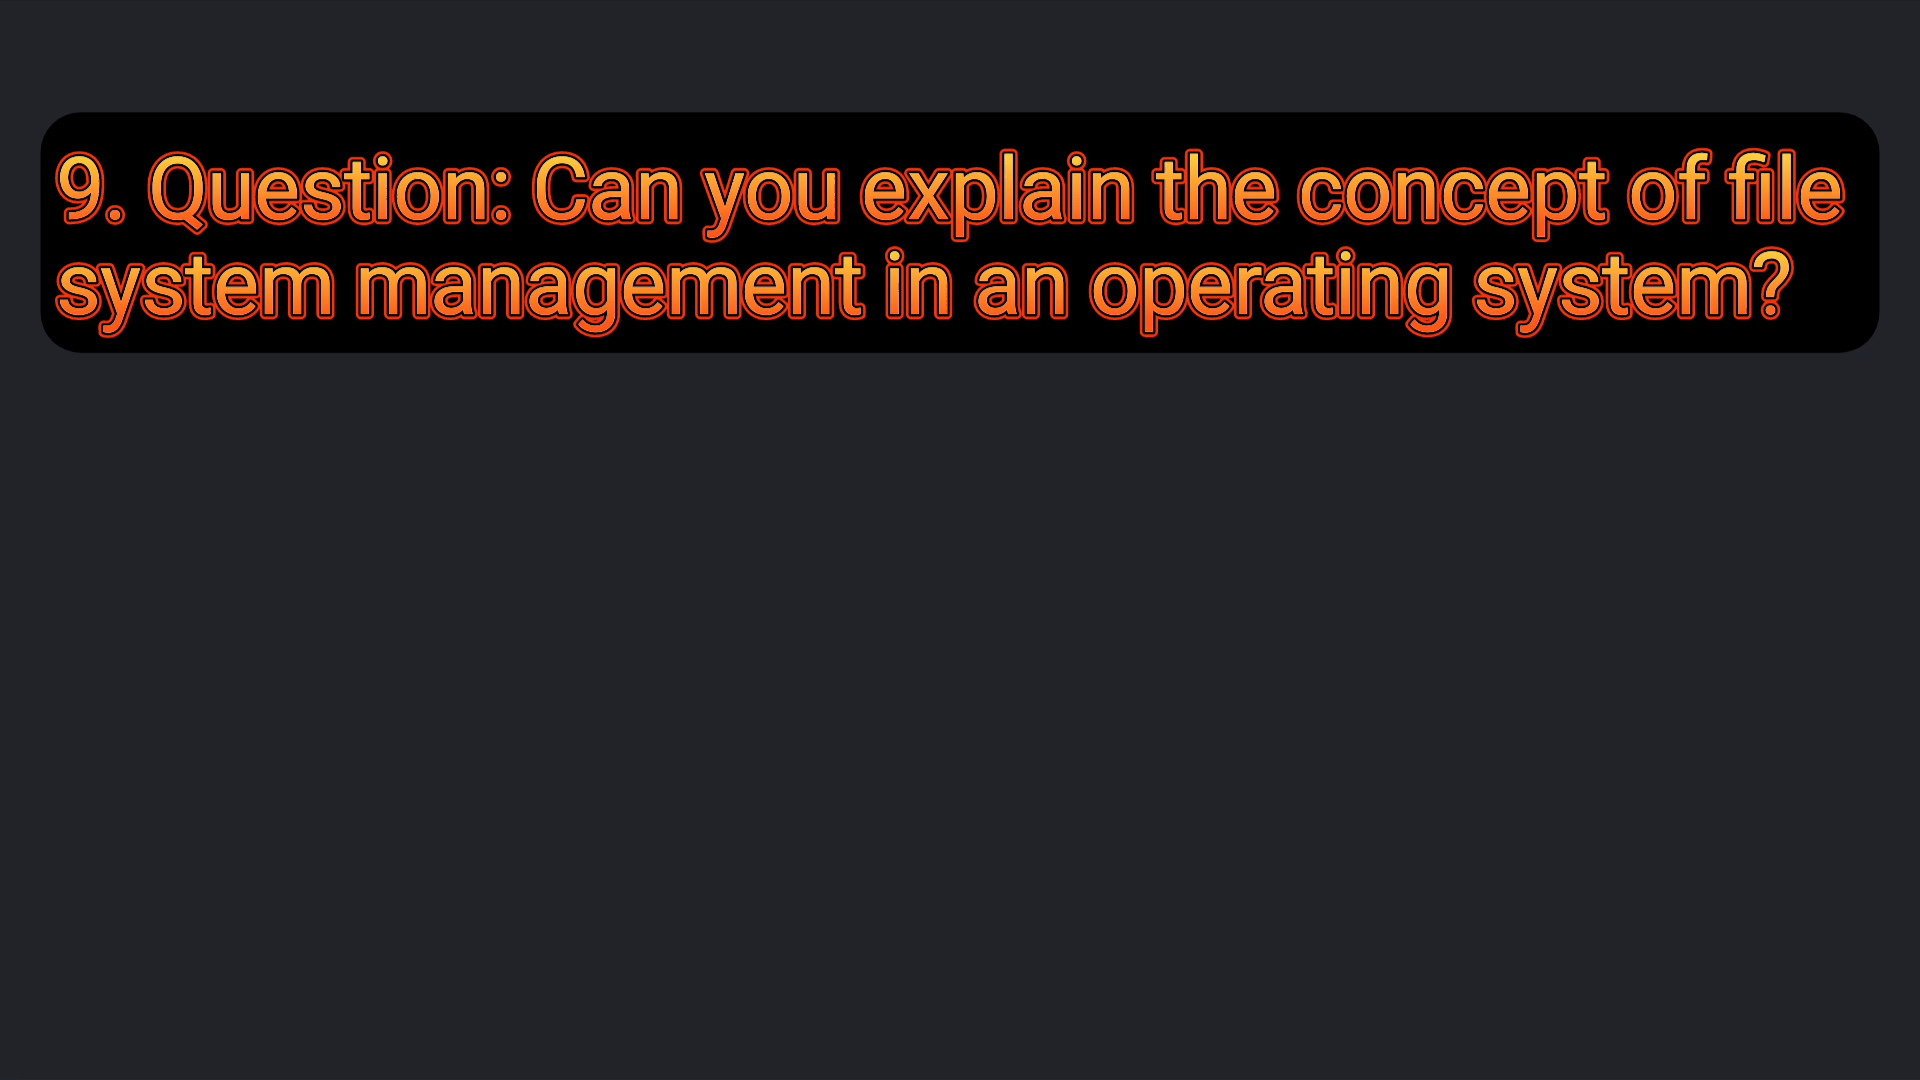 9. Question: Can you explain the concept of file
system management in an operating system?